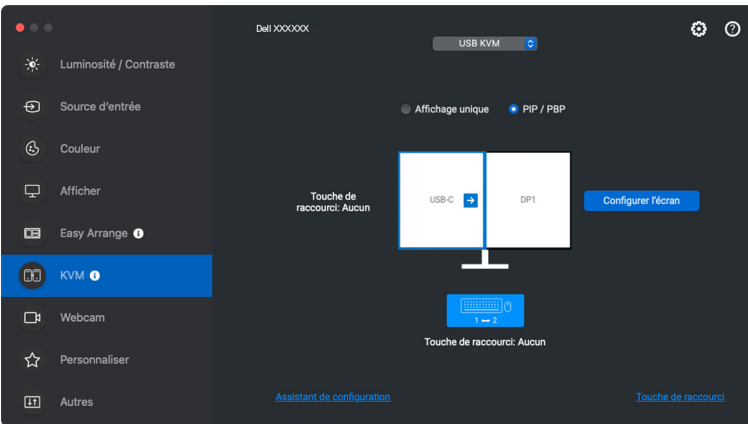 Dell XXXXXX
USB KVM
Luminosité / Contraste
Source d'entrée
Couleur
Afficher
Easy Arrange
KVM
Webcam
Personnaliser
Autres
Affichage unique
PIP / PBP
Touche de
raccourci: Aucun
USB-C
DP1
Configurer l'écran
1 ↔ 2
Touche de raccourci: Aucun
Assistant de configuration
Touche de raccourci